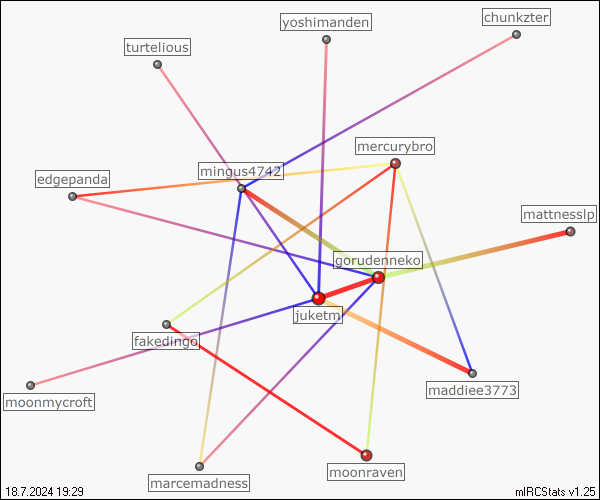 chunkzter
yoshimanden
turtelious
mercurybro
mingus4742
edgepanda
mattnesslp
gorudenneko
juketm
fakedingo
maddiee3773
moonmycroft
moonraven
marcemadness
18.7.2024 19:29
mIRCStats v1.25